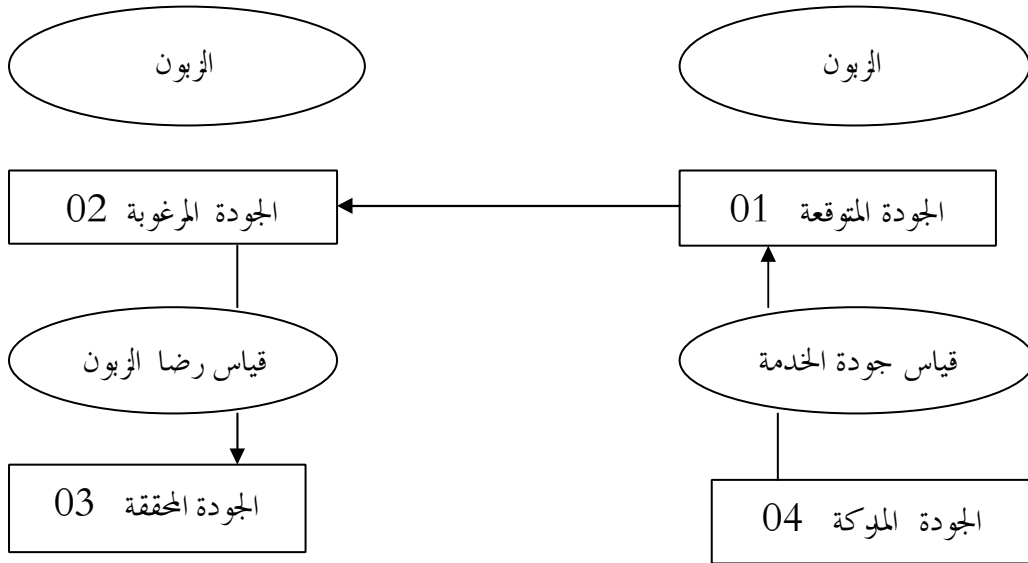 الزبون
الزبون
الجودة المتوقعة 01
الجودة المرغوبة 02
قياس جودة الخدمة
قياس رضا الزبون
الجودة المدركة 04
الجودة المحققة 03